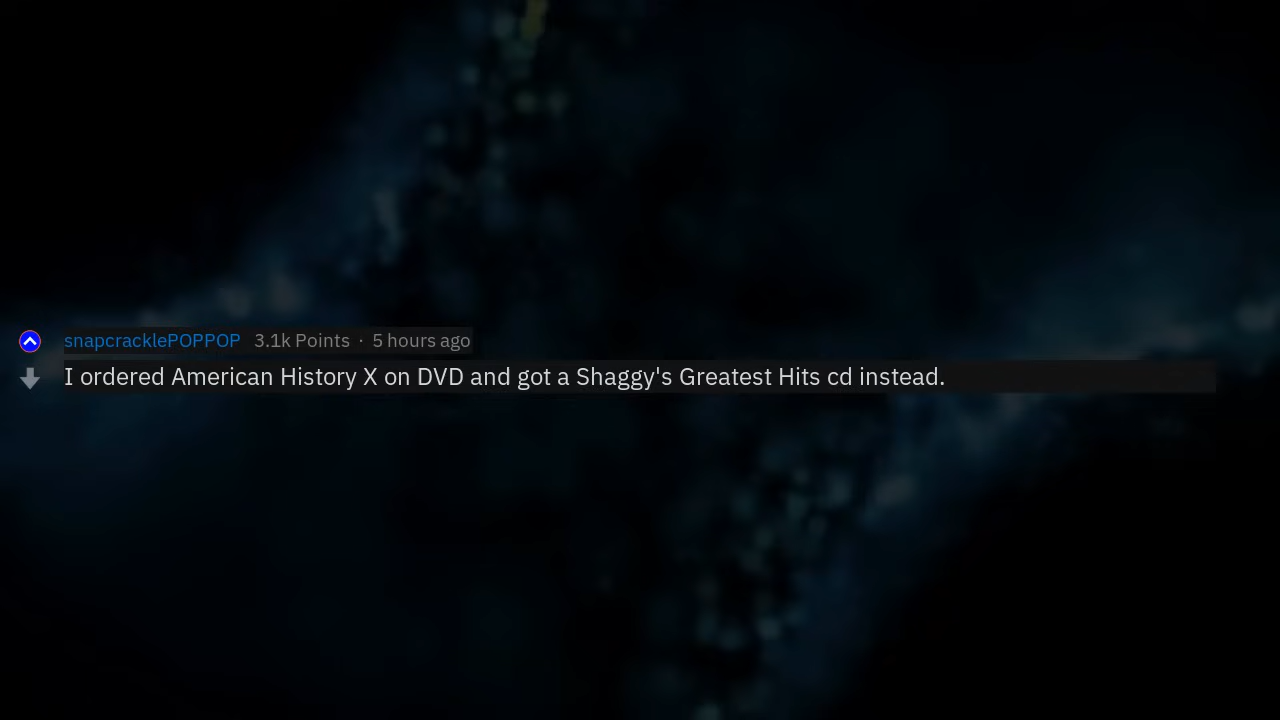 snapcracklePOPPOP 3.1k Points · 5 hours ago
I ordered American History X on DVD and got a Shaggy's Greatest Hits cd instead.